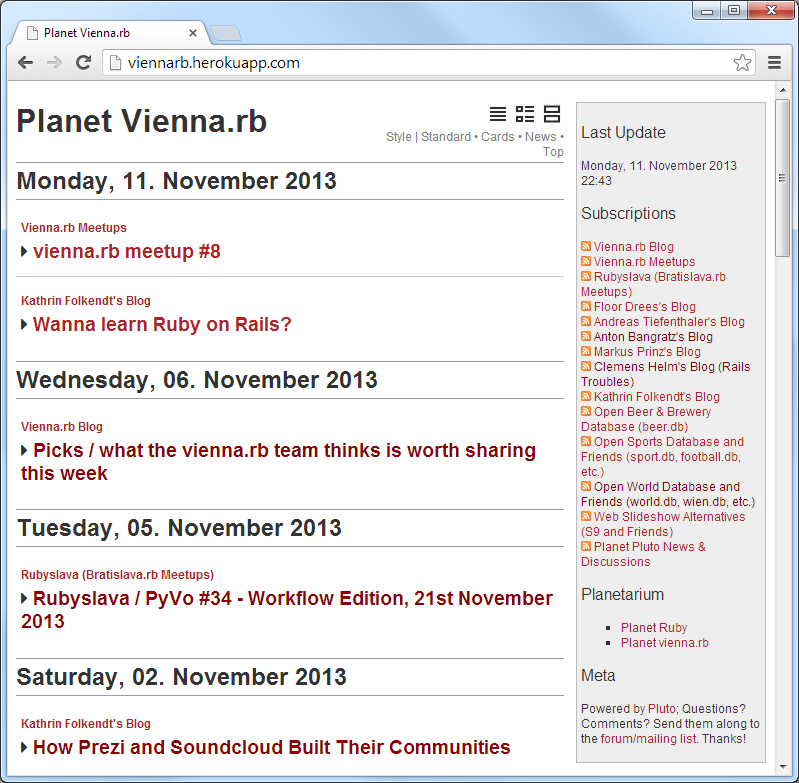 Planet Vienna.rb
viennarb.herokuapp.com
Planet Vienna.rb
Style | Standard • Cards • News •
Top
Monday, 11. November 2013
Vienna.rb Meetups
vienna.rb meetup #8
Kathrin Folkendt's Blog
Wanna learn Ruby on Rails?
Wednesday, 06. November 2013
Vienna.rb Blog
Picks / what the vienna.rb team thinks is worth sharing
this week
Tuesday, 05. November 2013
Rubyslava (Bratislava.rb Meetups)
Rubyslava / PyVo #34 - Workflow Edition, 21st November
2013
Saturday, 02. November 2013
Kathrin Folkendt's Blog
How Prezi and Soundcloud Built Their Communities
Last Update
Monday, 11. November 2013
22:43
Subscriptions
Vienna.rb Blog
Vienna.rb Meetups
Rubyslava (Bratislava.rb
Meetups)
Floor Drees's Blog
Andreas Tiefenthaler's Blog
Anton Bangratz's Blog
Markus Prinz's Blog
Clemens Helm's Blog (Rails
Troubles)
Kathrin Folkendt's Blog
Open Beer & Brewery
Database (beer.db)
Open Sports Database and
Friends (sport.db, football.db,
etc.)
Open World Database and
Friends (world.db, wien.db, etc.)
Web Slideshow Alternatives
(S9 and Friends)
Planet Pluto News &
Discussions
Planetarium
Planet Ruby
Planet vienna.rb
Meta
Powered by Pluto; Questions?
Comments? Send them along to
the forum/mailing list. Thanks!